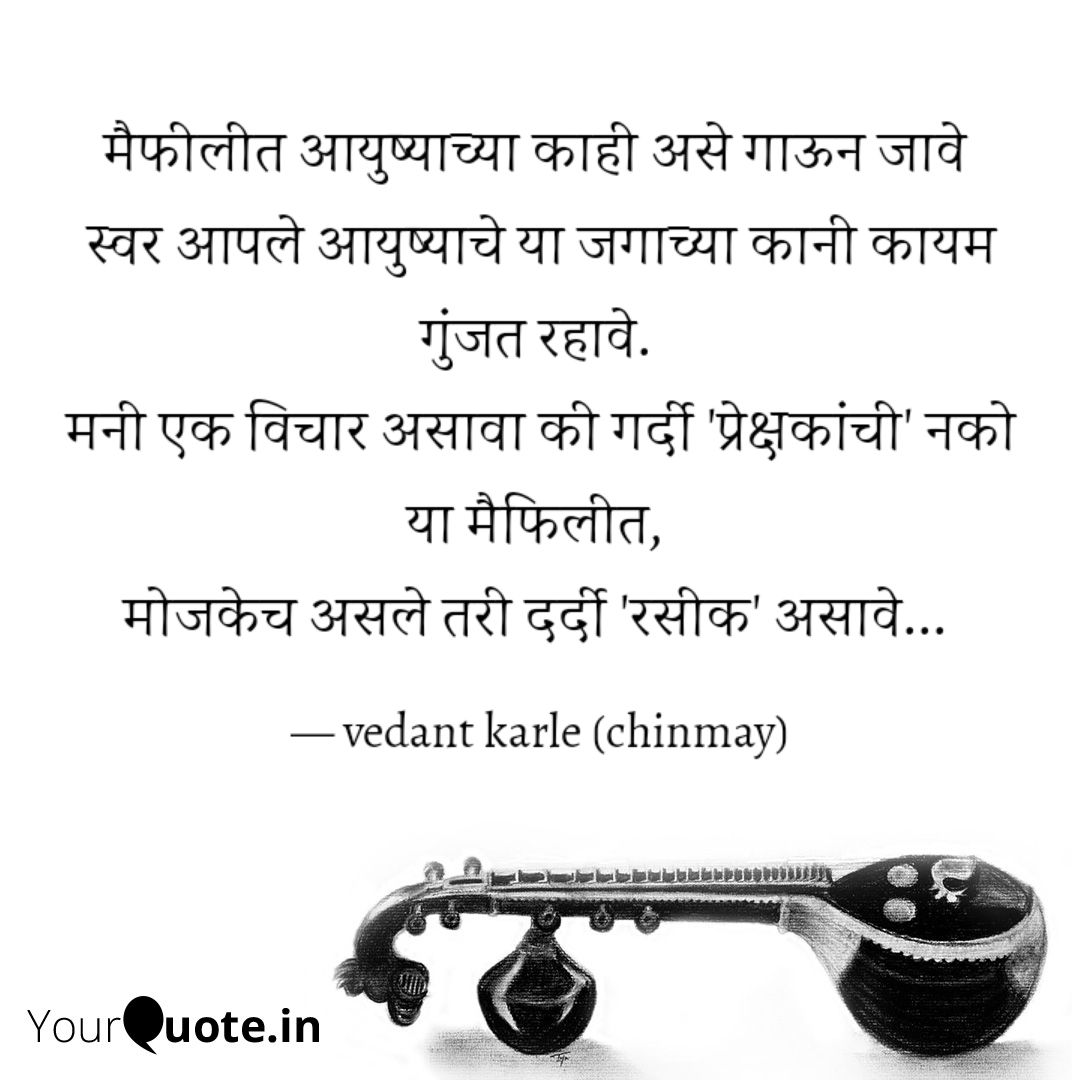 मैफीलीत आयुष्याच्या काही असे गाऊन जावे
स्वर आपले आयुष्याचे या जगाच्या कानी कायम
गुंजत रहावे.
मनी एक विचार असावा की गर्दी 'प्रेक्षकांची' नको
या मैफिलीत,
मोजकेच असले तरी दर्दी 'रसीक' असावे...
— vedant karle (chinmay)
YourQuote.in